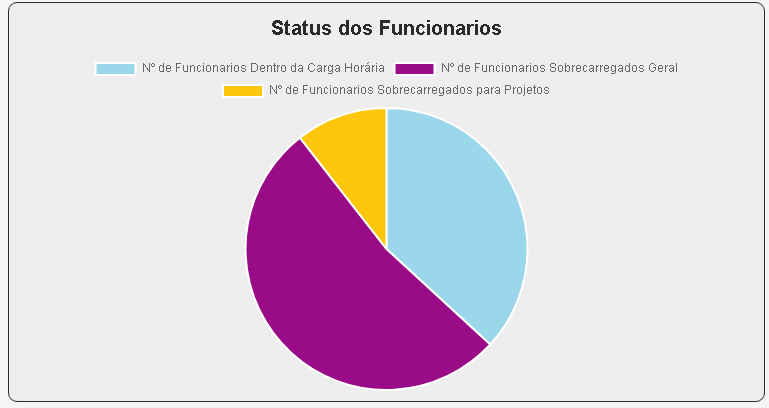 Status dos Funcionarios
Nº de Funcionarios Dentro da Carga Horária Nº de Funcionarios Sobrecarregados Geral
Nº de Funcionarios Sobrecarregados para Projetos